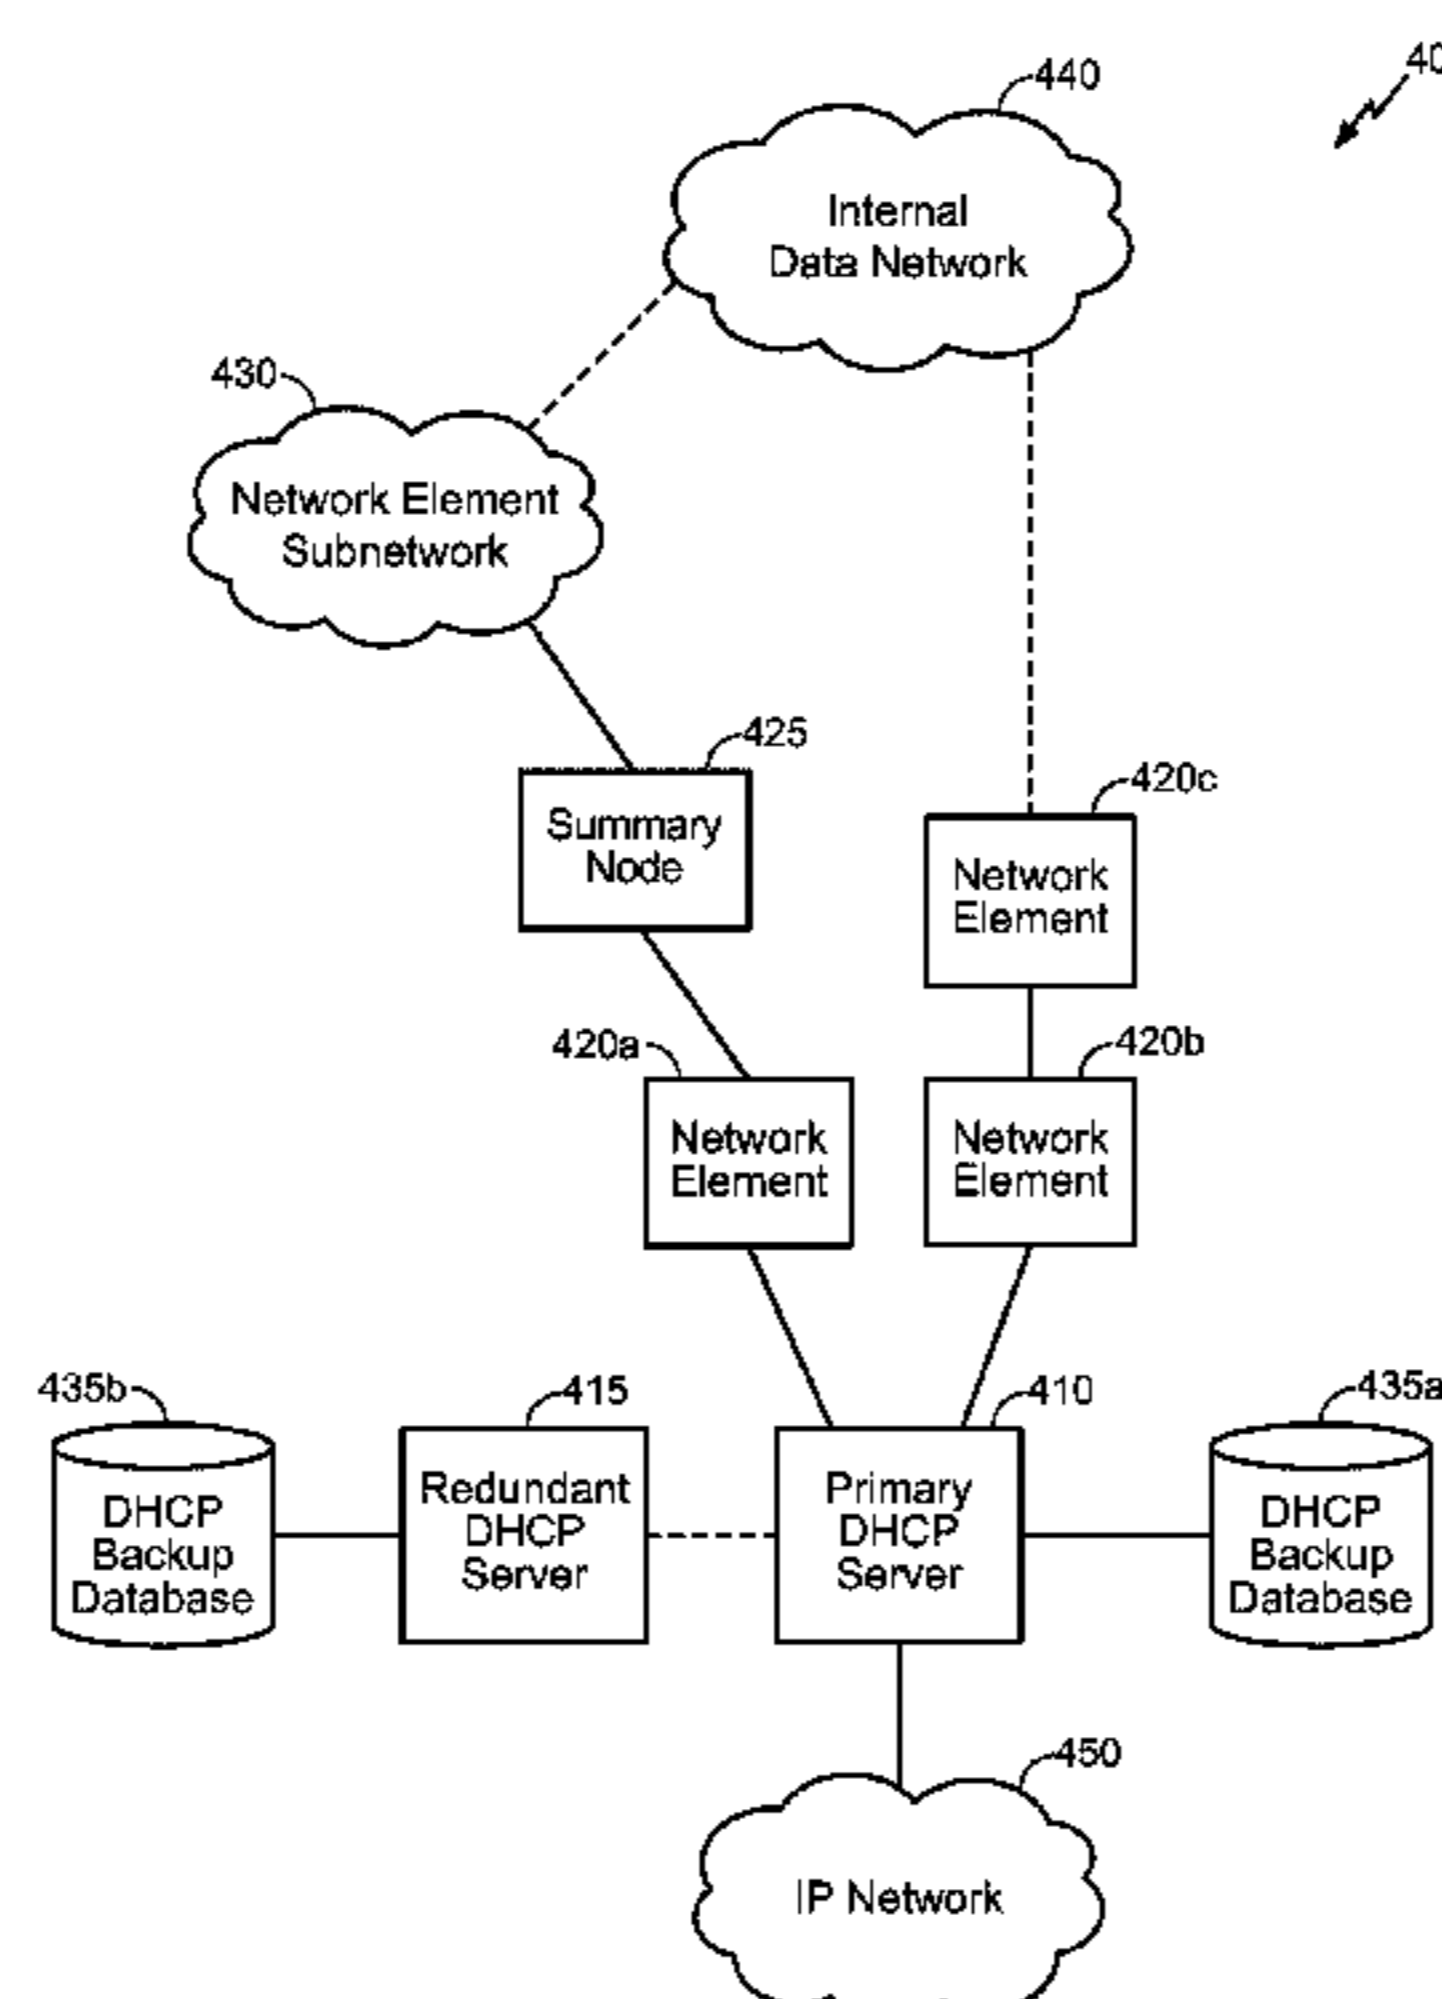 40
440
Internal
Data Network
430
Network Element
Subnetwork
425
Summary
Node
420c
Network
Element
420a
Network
Element
420b
Network
Element
435b
DHCP
Backup
Database
415
Redundant
DHCP
Server
410
Primary
DHCP
Server
435a
DHCP
Backup
Database
450
IP Network